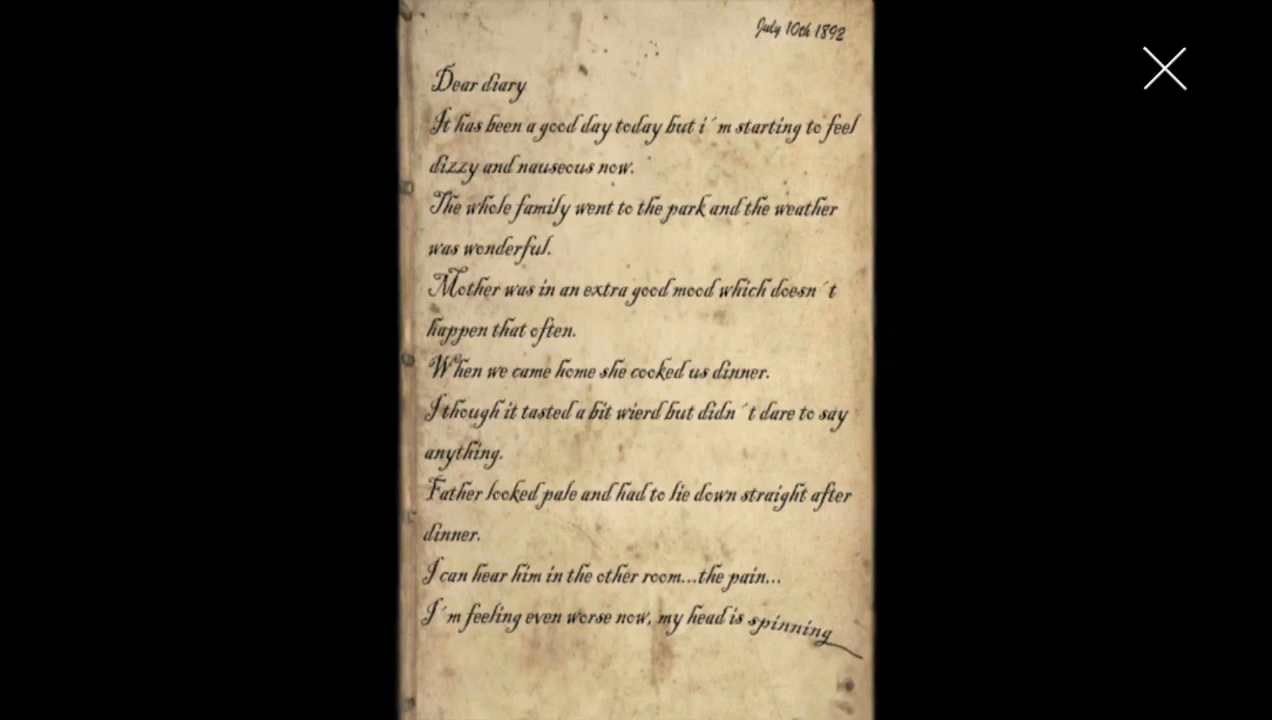 July 10th 1892
Dear diary
It has been a good day today but i´m starting to feel
dizzy and nauseous now.
The whole family went to the park and the weather
was wonderful.
Mother was in an extra good mood which doesn´t
happen that often.
When we came home she cooked us dinner.
I though it tasted a bit wierd but didn´t dare to say
anything.
Father looked pale and had to lie down straight after
dinner.
I can hear him in the other room...the pain...
I´m feeling even worse now, my head is spinning